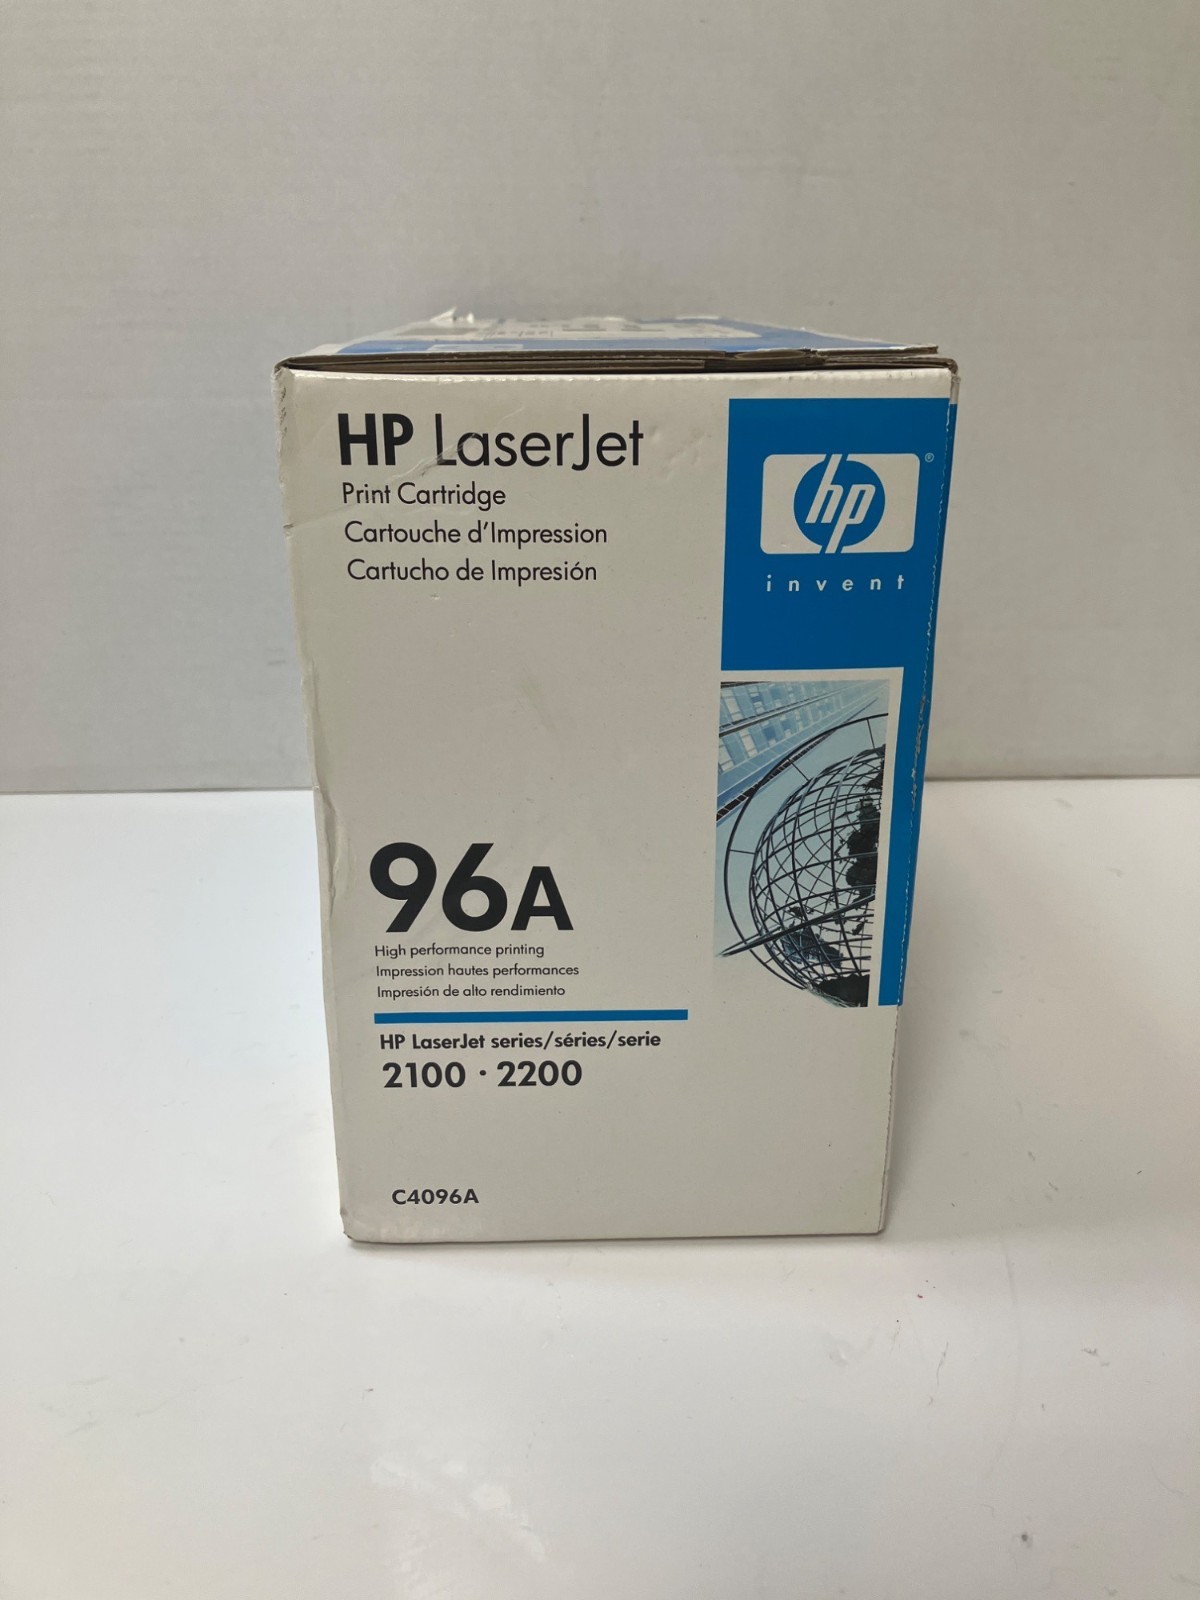 HP LaserJet
Print Cartridge
Cartouche d'Impression
Cartucho de Impresión
hp®
invent
96A
High performance printing
Impression hautes performances
Impresión de alto rendimiento
HP LaserJet series/séries/serie
2100 · 2200
C4096A